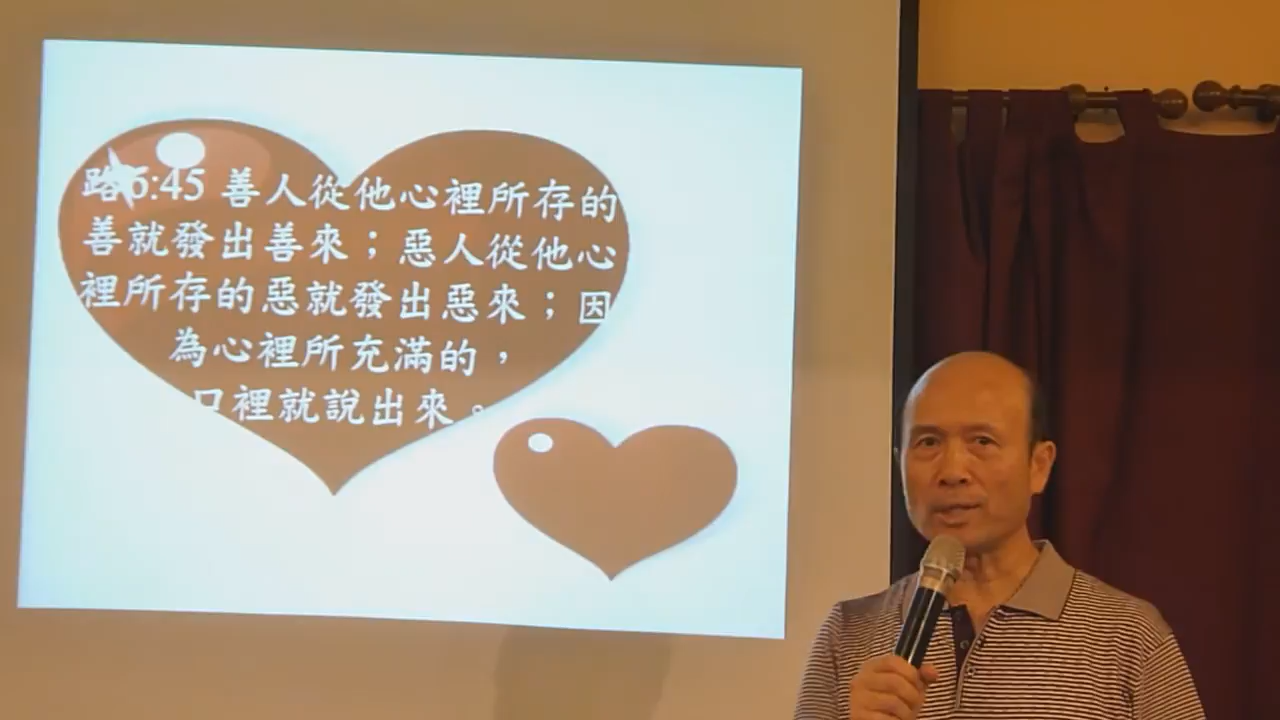 路6:45 善人從他心裡所存的
善就發出善來；惡人從他心
裡所存的惡就發出惡來；因
為心裡所充滿的，
口裡就說出來。